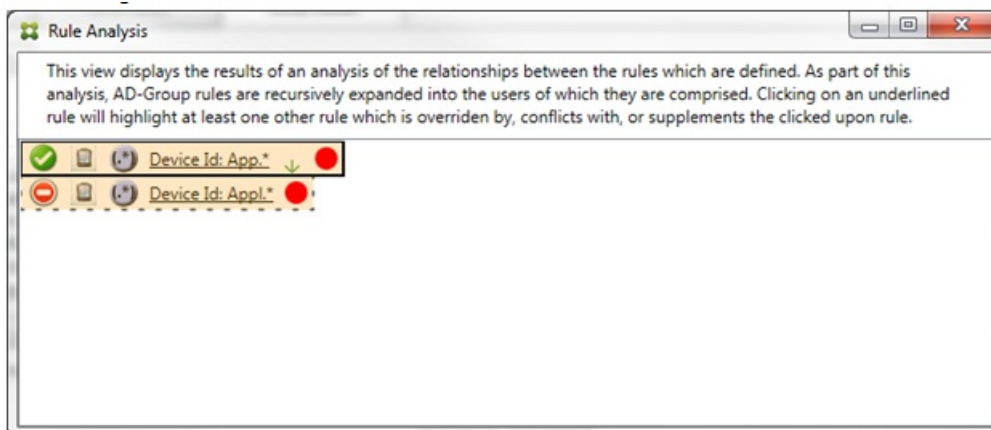 Rule Analysis
This view displays the results of an analysis of the relationships between the rules which are defined. As part of this
analysis, AD-Group rules are recursively expanded into the users of which they are comprised. Clicking on an underlined
rule will highlight at least one other rule which is overriden by, conflicts with, or supplements the clicked upon rule.
(.*) Device Id: App.*
(.*) Device Id: Appl.*